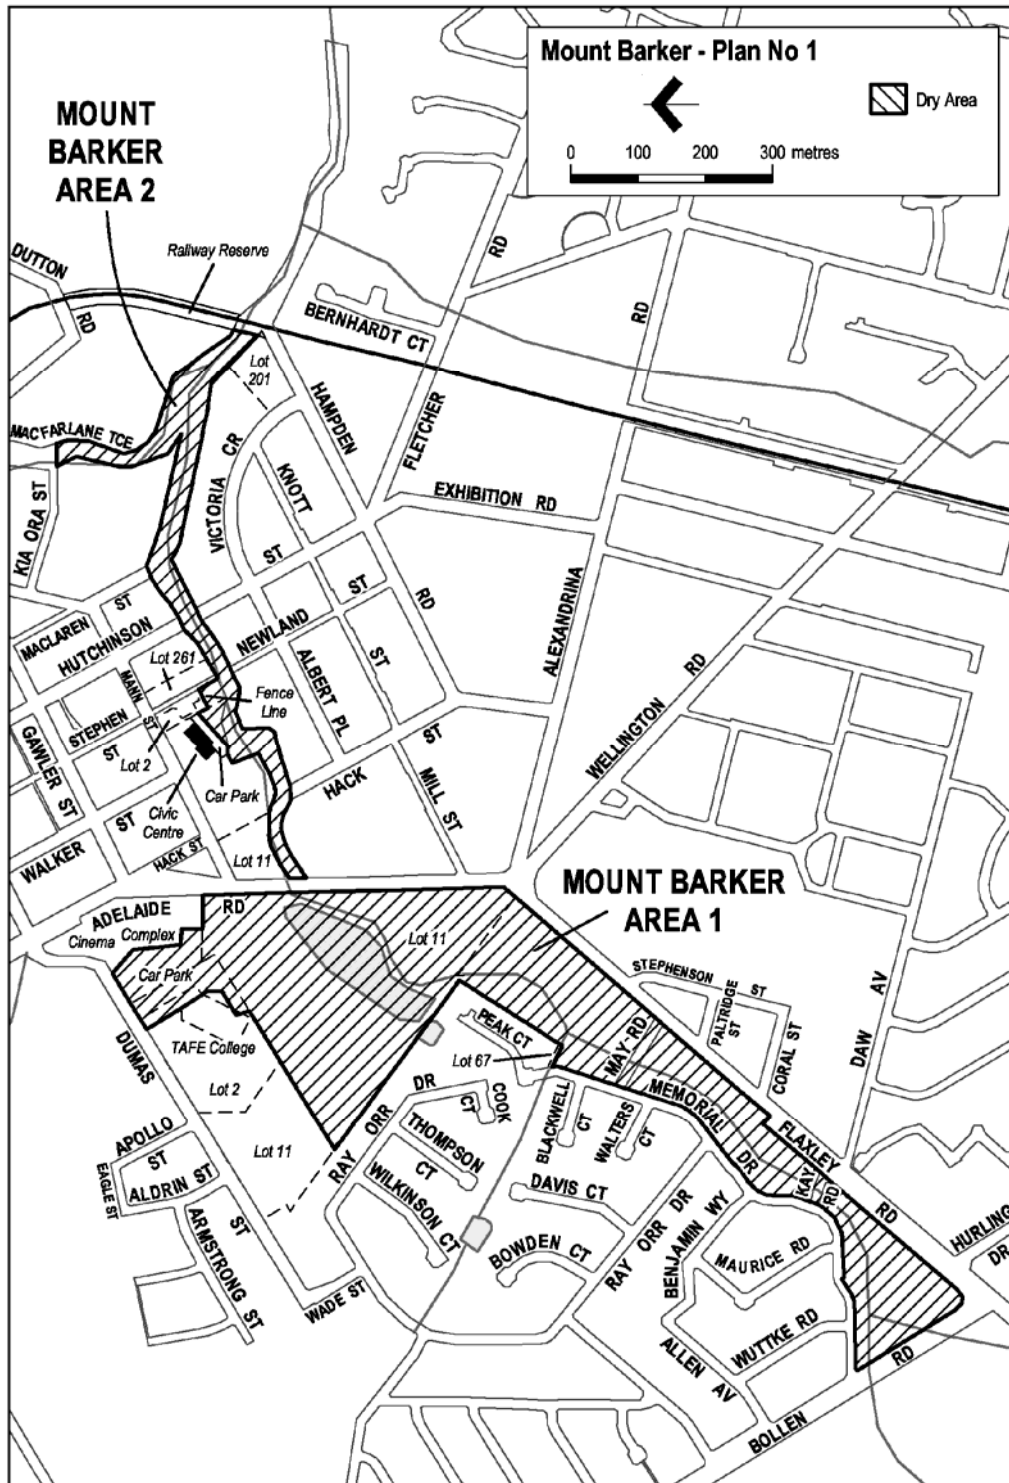 Mount Barker - Plan No 1
Dry Area
0 100 200 300 metres
MOUNT
BARKER
AREA 2
DUTTON
RD
Railway Reserve
BERNHARDT CT
RD
RD
Lot
201
HAMPDEN
FLETCHER
MACFARLANE TCE
VICTORIA CR
KNOTT
EXHIBITION RD
KIA ORA ST
ST
ST
RD
MACLAREN
ST
HUTCHINSON
NEWLAND
ALEXANDRINA
Lot 261
MANN
ST
ALBERT PL
ST
Fence
Line
STEPHEN
ST
WELLINGTON
RD
GAWLER ST
Lot 2
Car Park
HACK
ST
MILL ST
Civic
Centre
WALKER
ST
HACK ST
Lot 11
MOUNT BARKER
AREA 1
ADELAIDE
RD
Cinema Complex
Lot 11
Car Park
STEPHENSON
ST
PALTRIDGE
ST
CORAL ST
DAW AV
PEAK CT
MAY RD
Lot 67
TAFE College
DUMAS
Lot 2
DR
COOK
CT
MEMORIAL
BLACKWELL
CT
WALTERS
CT
FLAXLEY
APOLLO
ST
ORR
THOMPSON
CT
Lot 11
RAY
DR
KAY
RD
EAGLE ST
ALDRIN ST
WILKINSON CT
DAVIS CT
RD
ST
ARMSTRONG ST
BOWDEN CT
RAY ORR DR
BENJAMIN WY
HURLING
DR
MAURICE RD
WADE ST
WUTTKE RD
ALLEN AV
RD
BOLLEN